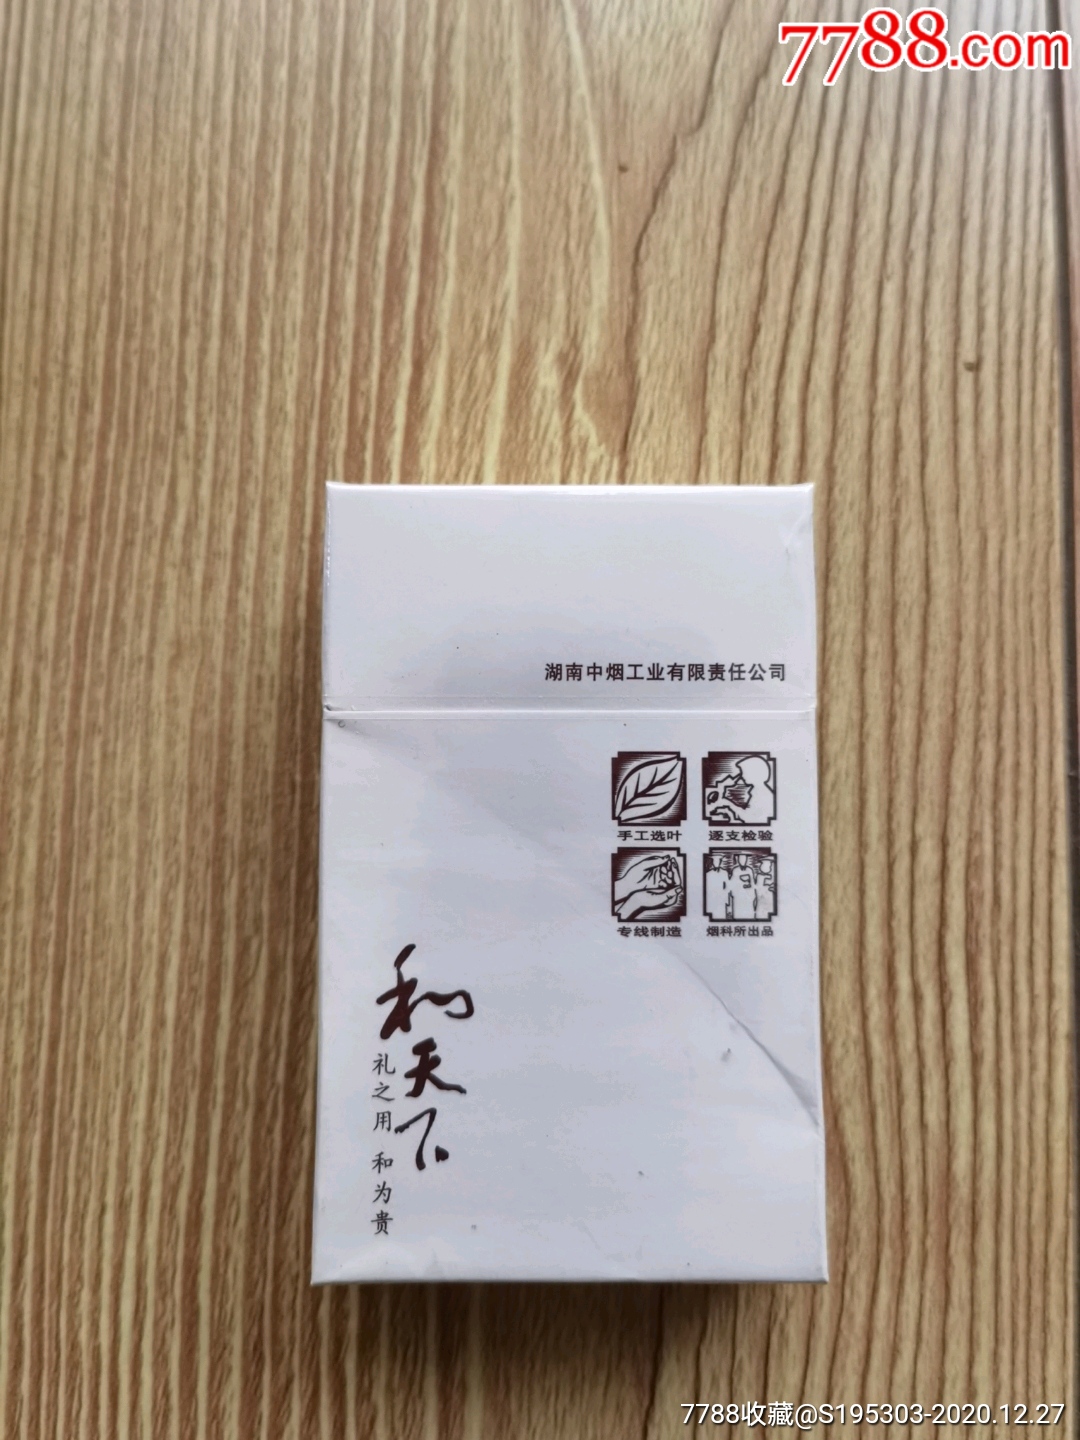 7788.com
湖南中烟工业有限责任公司
手工选叶
逐支检验
专线制造
烟科所出品
和天下
礼之用 和为贵
7788收藏@S195303-2020.12.27